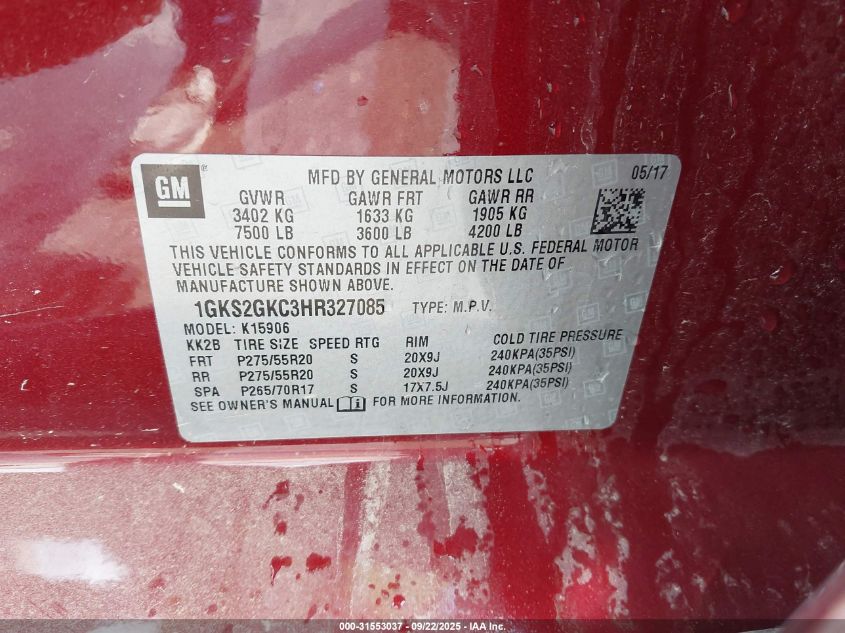 GM
MFD BY GENERAL MOTORS LLC 05/17
GVWR GAWR FRT GAWR RR
3402 KG 1633 KG 1905 KG
7500 LB 3600 LB 4200 LB
THIS VEHICLE CONFORMS TO ALL APPLICABLE U.S. FEDERAL MOTOR
VEHICLE SAFETY STANDARDS IN EFFECT ON THE DATE OF
MANUFACTURE SHOWN ABOVE.
1GKS2GKC3HR327085 TYPE: M.P.V.
MODEL: K15906
KK2B TIRE SIZE SPEED RTG RIM COLD TIRE PRESSURE
FRT P275/55R20 S 20X9J 240KPA(35PSI)
RR P275/55R20 S 20X9J 240KPA(35PSI)
SPA P265/70R17 S 17X7.5J 240KPA(35PSI)
SEE OWNER'S MANUAL FOR MORE INFORMATION.
000-31553037 - 09/22/2025 - IAA Inc.